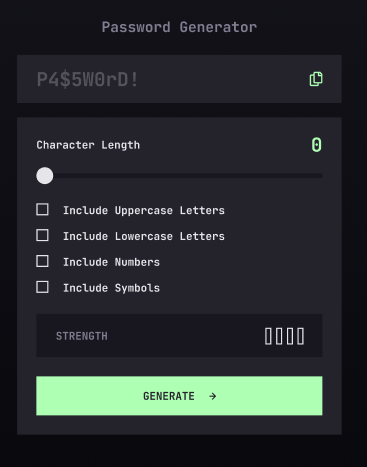 Password Generator
P4$5W0rD!
Character Length 0
Include Uppercase Letters
Include Lowercase Letters
Include Numbers
Include Symbols
STRENGTH
GENERATE →